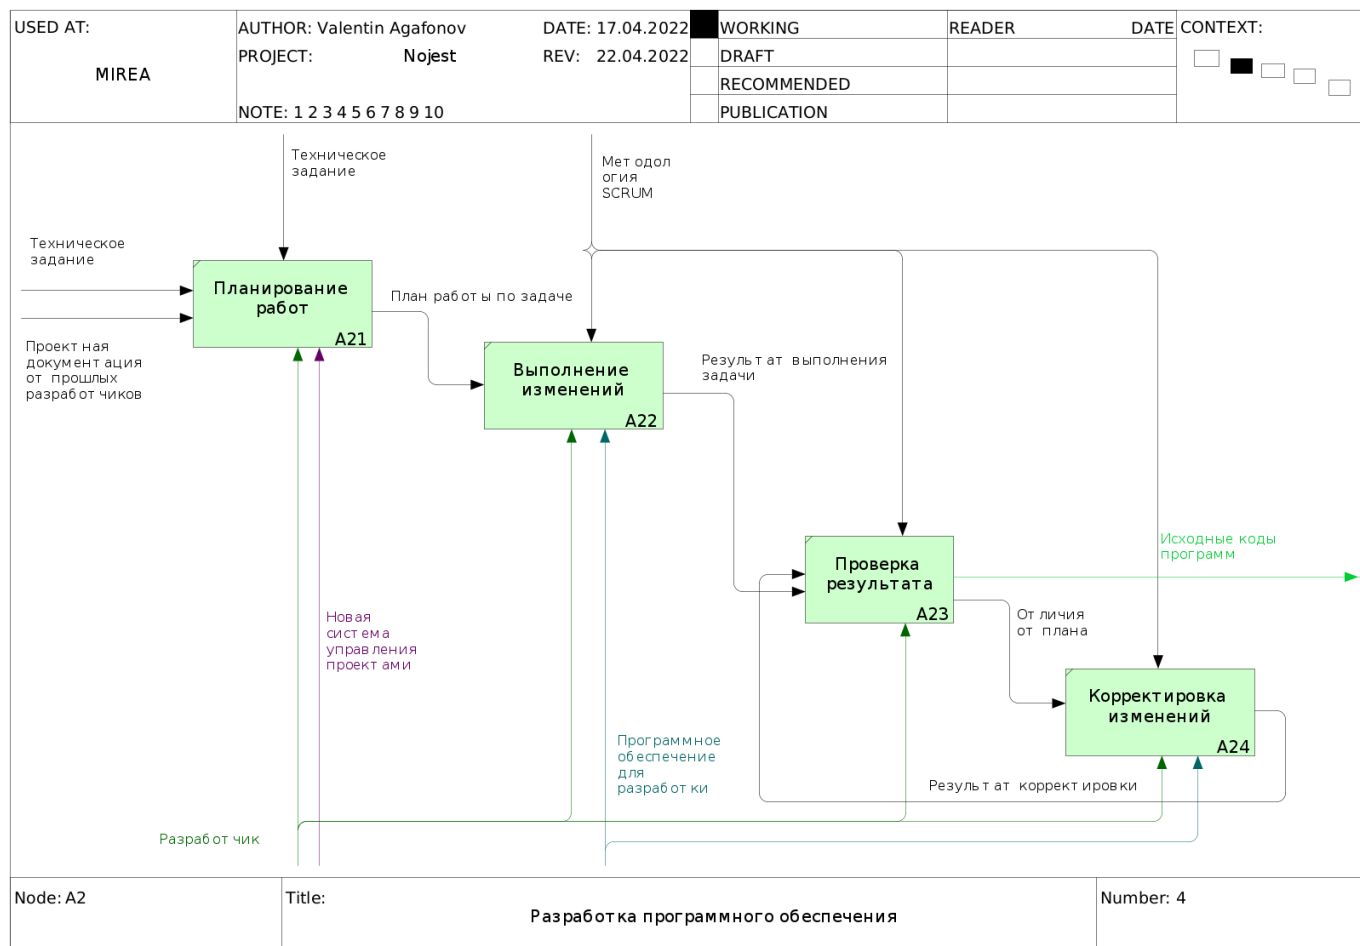 USED AT:
MIREA
AUTHOR: Valentin Agafonov
DATE: 17.04.2022
PROJECT: Nojest
REV: 22.04.2022
NOTE: 1 2 3 4 5 6 7 8 9 10
WORKING
DRAFT
RECOMMENDED
PUBLICATION
READER
DATE
CONTEXT:
Техническое
задание
Методол
огия
SCRUM
Техническое
задание
Планирование
работ
A21
План работы по задаче
Проектная
документация
от прошлых
разработчиков
Выполнение
изменений
A22
Результат выполнения
задачи
Проверка
результата
A23
Исходные коды
программ
Отличия
от плана
Новая
система
управления
проектами
Корректировка
изменений
A24
Программное
обеспечение
для
разработки
Результат корректировки
Разработчик
Node: A2
Title:
Разработка программного обеспечения
Number: 4